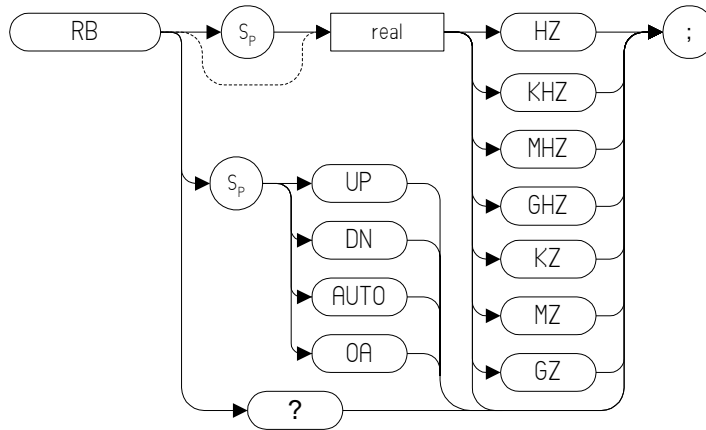 RB SP real HZ ;
KHZ
MHZ
SP UP GHZ
DN KZ
AUTO MZ
OA GZ
?